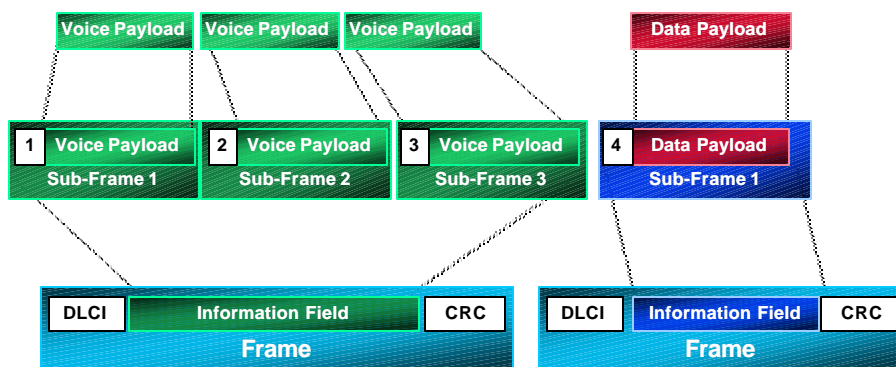 Voice Payload Voice Payload Voice Payload Data Payload
1 Voice Payload 2 Voice Payload 3 Voice Payload 4 Data Payload
Sub-Frame 1 Sub-Frame 2 Sub-Frame 3 Sub-Frame 1
DLCI Information Field CRC DLCI Information Field CRC
Frame Frame